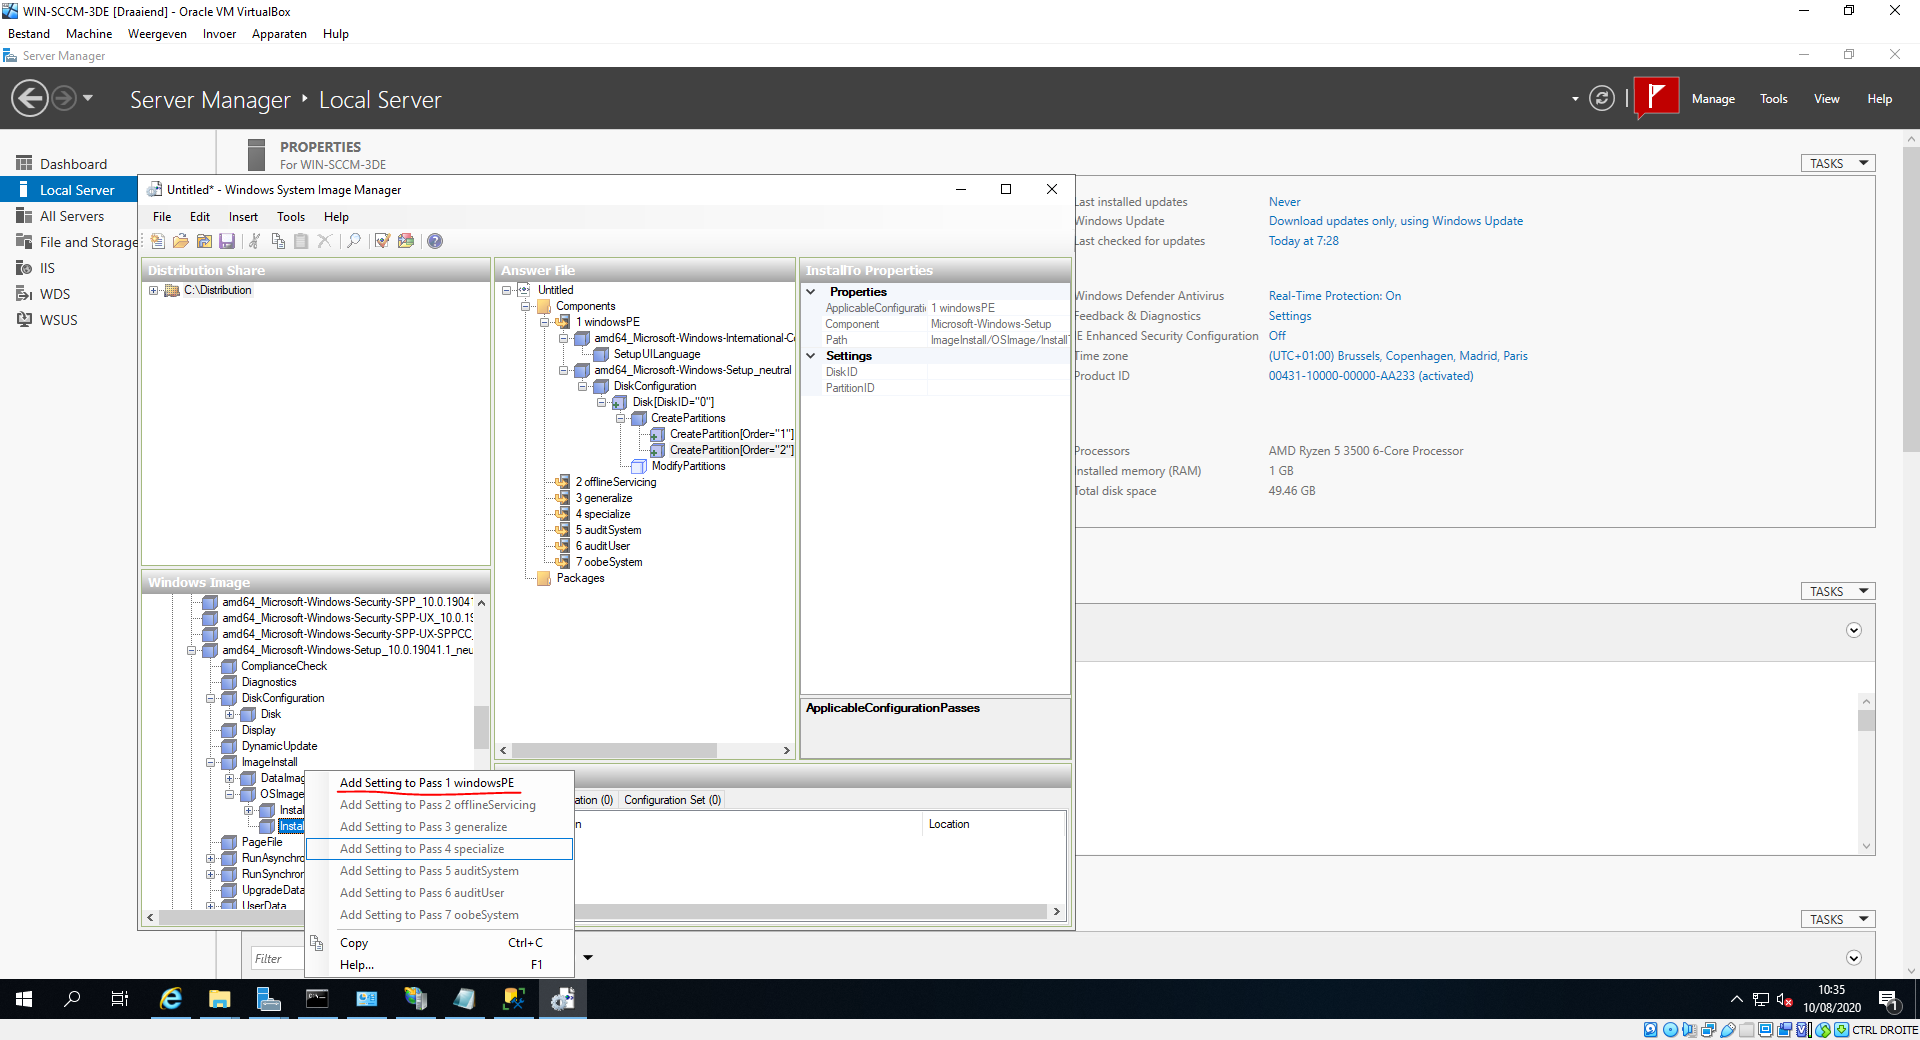 WIN-SCCM-3DE [Draaiend] - Oracle VM VirtualBox
Bestand Machine Weergeven Invoer Apparaten Hulp
Server Manager
Server Manager Local Server
Manage Tools View Help
Dashboard
Local Server
All Servers
File and Storage
IIS
WDS
WSUS
PROPERTIES
For WIN-SCCM-3DE
TASKS
Untitled* - Windows System Image Manager
File Edit Insert Tools Help
Distribution Share
C:\Distribution
Answer File
Untitled
Components
1 windowsPE
amd64_Microsoft-Windows-International-Co
SetupUILanguage
amd64_Microsoft-Windows-Setup_neutral
DiskConfiguration
Disk[DiskID="0"]
CreatePartitions
CreatePartition[Order="1"]
CreatePartition[Order="2"]
ModifyPartitions
2 offlineServicing
3 generalize
4 specialize
5 auditSystem
6 auditUser
7 oobeSystem
Packages
InstallTo Properties
Properties
ApplicableConfigurati 1 windowsPE
Component Microsoft-Windows-Setup
Path ImageInstall/OSImage/InstallT
Settings
DiskID
PartitionID
ApplicableConfigurationPasses
Windows Image
amd64_Microsoft-Windows-Security-SPP_10.0.19041
amd64_Microsoft-Windows-Security-SPP-UX_10.0.19
amd64_Microsoft-Windows-Security-SPP-UX-SPPCC_
amd64_Microsoft-Windows-Setup_10.0.19041.1_neu
ComplianceCheck
Diagnostics
DiskConfiguration
Disk
Display
DynamicUpdate
ImageInstall
DataImag
OSImage
Instal
Instal
PageFile
RunAsynchro
RunSynchron
UpgradeData
UserData
Add Setting to Pass 1 windowsPE
Add Setting to Pass 2 offlineServicing
Add Setting to Pass 3 generalize
Add Setting to Pass 4 specialize
Add Setting to Pass 5 auditSystem
Add Setting to Pass 6 auditUser
Add Setting to Pass 7 oobeSystem
Copy Ctrl+C
Help... F1
ation (0) Configuration Set (0)
n Location
Last installed updates Never
Windows Update Download updates only, using Windows Update
Last checked for updates Today at 7:28
Windows Defender Antivirus Real-Time Protection: On
Feedback & Diagnostics Settings
IE Enhanced Security Configuration Off
Time zone (UTC+01:00) Brussels, Copenhagen, Madrid, Paris
Product ID 00431-10000-00000-AA233 (activated)
Processors AMD Ryzen 5 3500 6-Core Processor
Installed memory (RAM) 1 GB
Total disk space 49.46 GB
TASKS
TASKS
Filter
10:35
10/08/2020
1
CTRL DROITE